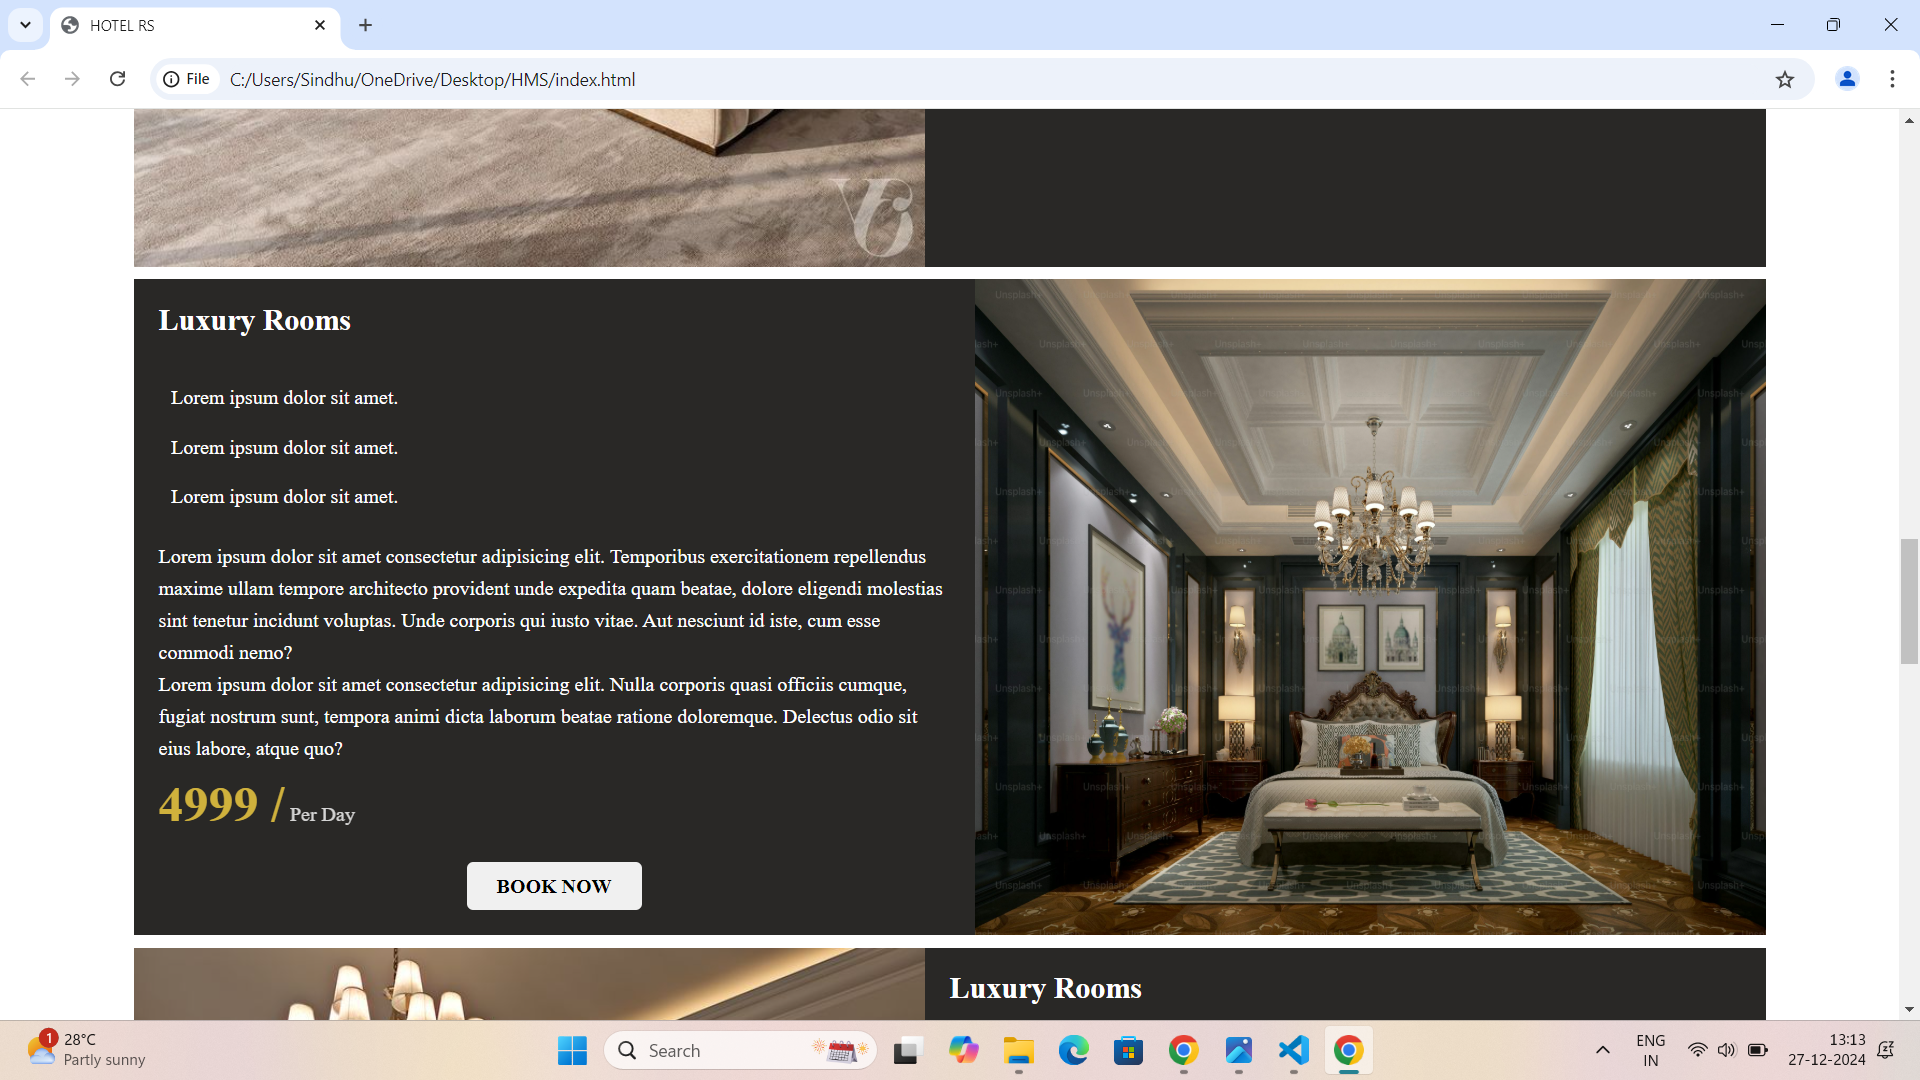 HOTEL RS
File
C:/Users/Sindhu/OneDrive/Desktop/HMS/index.html
Luxury Rooms
Lorem ipsum dolor sit amet.
Lorem ipsum dolor sit amet.
Lorem ipsum dolor sit amet.
Lorem ipsum dolor sit amet consectetur adipisicing elit. Temporibus exercitationem repellendus
maxime ullam tempore architecto provident unde expedita quam beatae, dolore eligendi molestias
sint tenetur incidunt voluptas. Unde corporis qui iusto vitae. Aut nesciunt id iste, cum esse
commodi nemo?
Lorem ipsum dolor sit amet consectetur adipisicing elit. Nulla corporis quasi officiis cumque,
fugiat nostrum sunt, tempora animi dicta laborum beatae ratione doloremque. Delectus odio sit
eius labore, atque quo?
4999 / Per Day
BOOK NOW
Unsplash+
Luxury Rooms
1
28°C
Partly sunny
Search
ENG
IN
13:13
27-12-2024